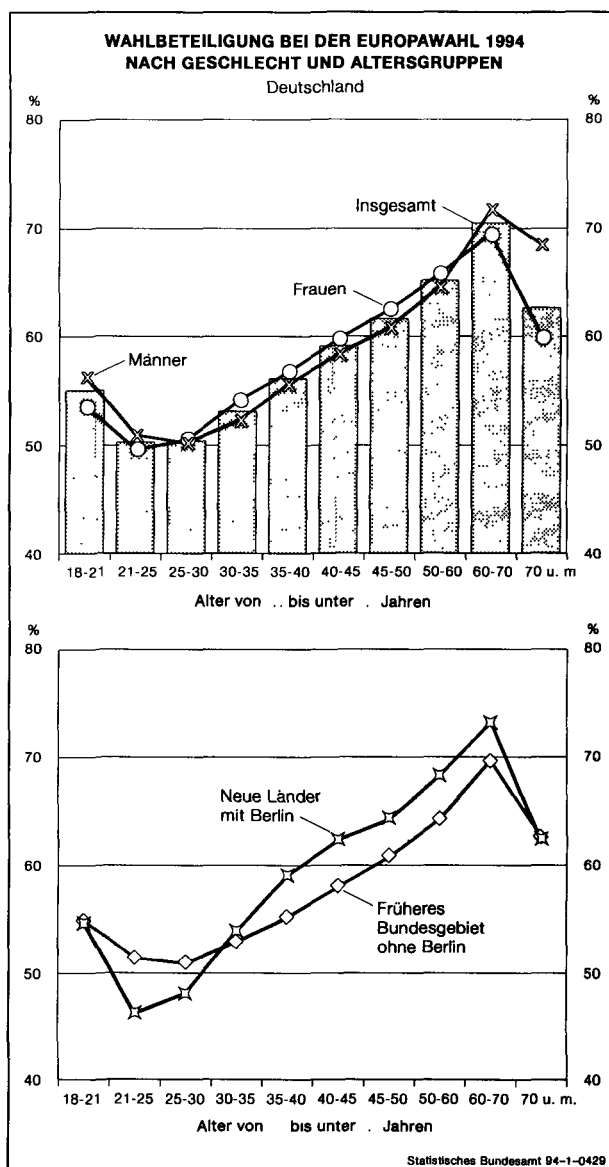 WAHLBETEILIGUNG BEI DER EUROPAWAHL 1994
NACH GESCHLECHT UND ALTERSGRUPPEN
Deutschland
% %
80 80
70 70
60 60
50 50
40 40
Insgesamt
Frauen
Männer
18-21 21-25 25-30 30-35 35-40 40-45 45-50 50-60 60-70 70 u. m
Alter von .. bis unter . Jahren
% %
80 80
70 70
60 60
50 50
40 40
Neue Länder
mit Berlin
Früheres
Bundesgebiet
ohne Berlin
18-21 21-25 25-30 30-35 35-40 40-45 45-50 50-60 60-70 70 u. m.
Alter von bis unter . Jahren
Statistisches Bundesamt 94-1-0429